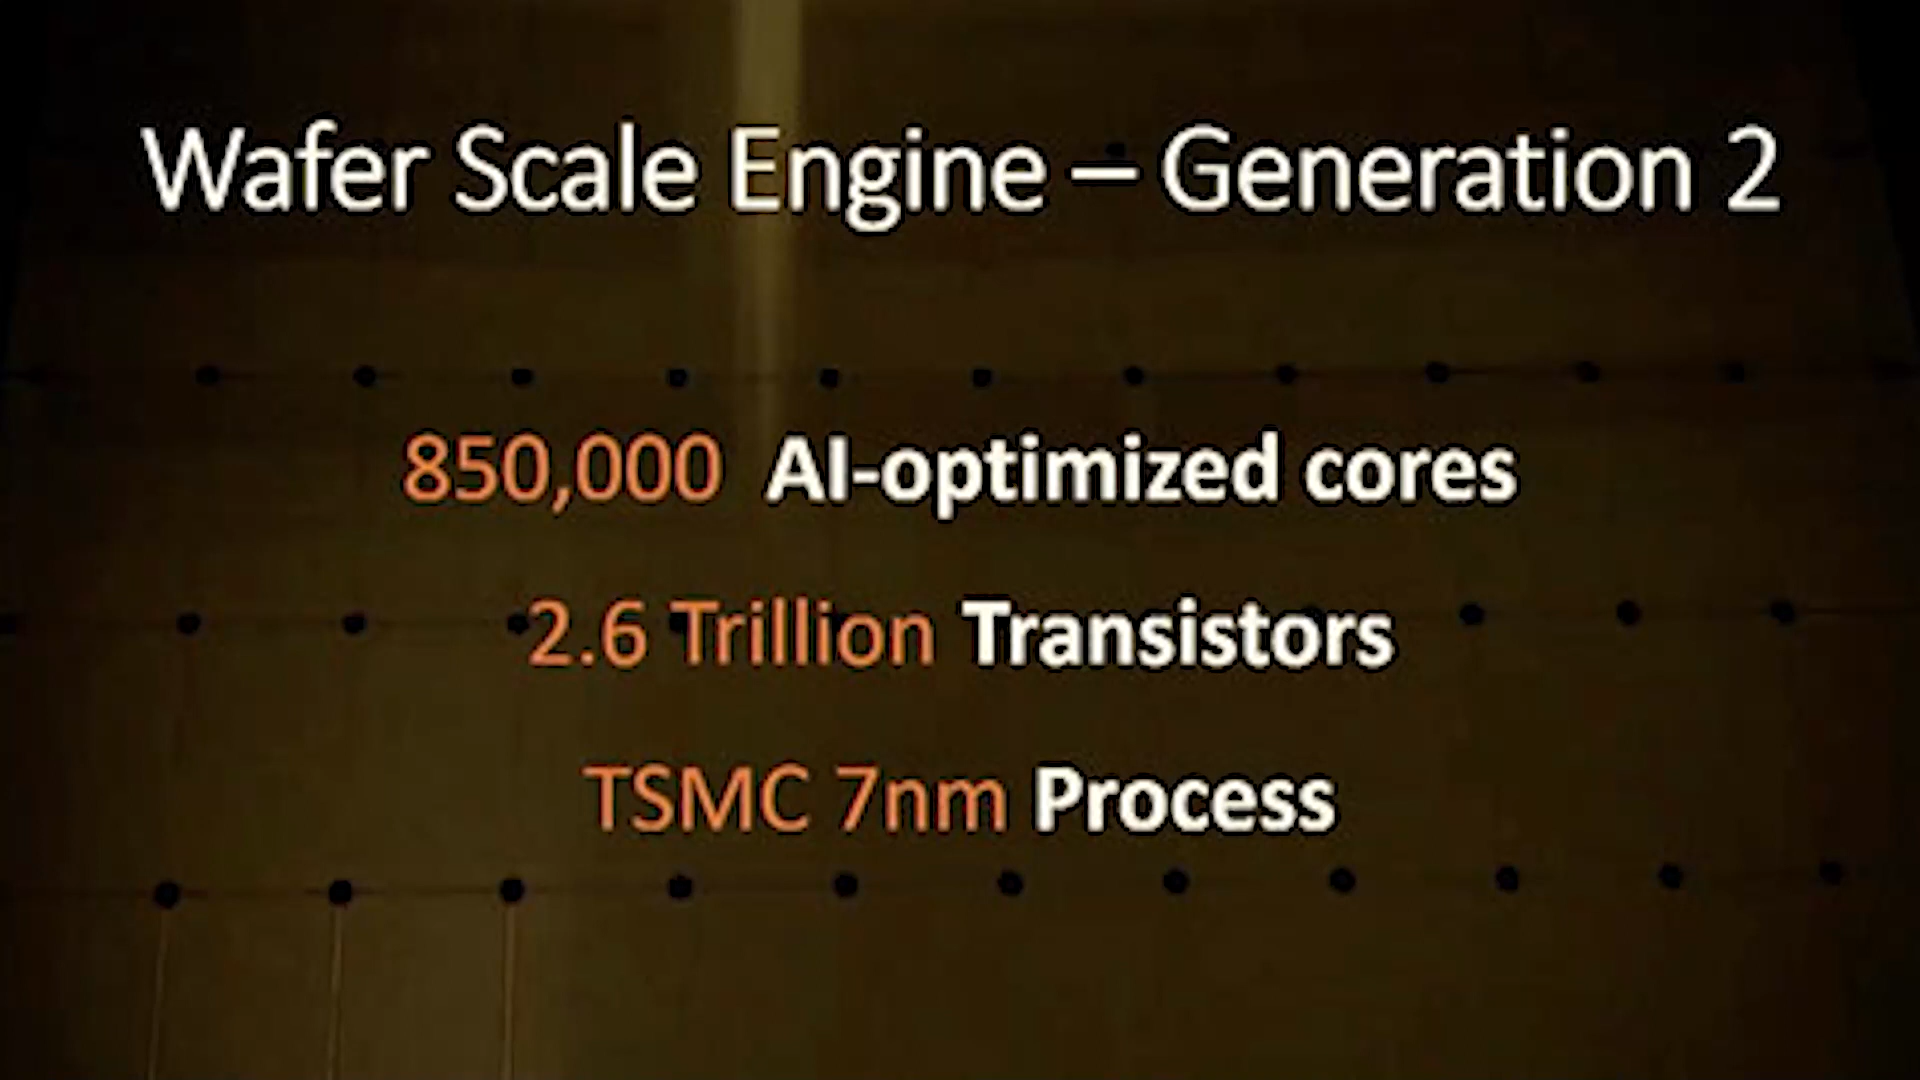 Wafer Scale Engine – Generation 2
850,000 AI-optimized cores
2.6 Trillion Transistors
TSMC 7nm Process